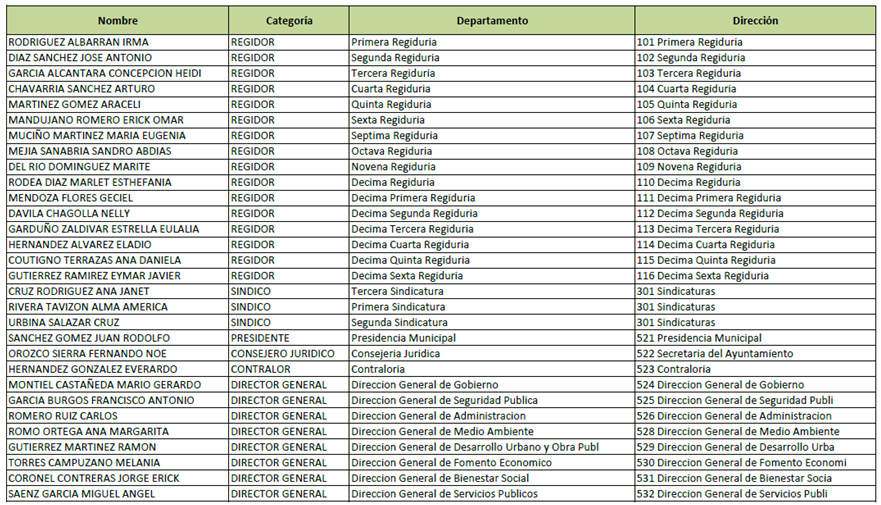 Nombre Categoría Departamento Dirección
RODRIGUEZ ALBARRAN IRMA REGIDOR Primera Regiduria 101 Primera Regiduria
DIAZ SANCHEZ JOSE ANTONIO REGIDOR Segunda Regiduria 102 Segunda Regiduria
GARCIA ALCANTARA CONCEPCION HEIDI REGIDOR Tercera Regiduria 103 Tercera Regiduria
CHAVARRIA SANCHEZ ARTURO REGIDOR Cuarta Regiduria 104 Cuarta Regiduria
MARTINEZ GOMEZ ARACELI REGIDOR Quinta Regiduria 105 Quinta Regiduria
MANDUJANO ROMERO ERICK OMAR REGIDOR Sexta Regiduria 106 Sexta Regiduria
MUCIÑO MARTINEZ MARIA EUGENIA REGIDOR Septima Regiduria 107 Septima Regiduria
MEJIA SANABRIA SANDRO ABDIAS REGIDOR Octava Regiduria 108 Octava Regiduria
DEL RIO DOMINGUEZ MARITE REGIDOR Novena Regiduria 109 Novena Regiduria
RODEA DIAZ MARLET ESTHEFANIA REGIDOR Decima Regiduria 110 Decima Regiduria
MENDOZA FLORES GECIEL REGIDOR Decima Primera Regiduria 111 Decima Primera Regiduria
DAVILA CHAGOLLA NELLY REGIDOR Decima Segunda Regiduria 112 Decima Segunda Regiduria
GARDUÑO ZALDIVAR ESTRELLA EULALIA REGIDOR Decima Tercera Regiduria 113 Decima Tercera Regiduria
HERNANDEZ ALVAREZ ELADIO REGIDOR Decima Cuarta Regiduria 114 Decima Cuarta Regiduria
COUTIGNO TERRAZAS ANA DANIELA REGIDOR Decima Quinta Regiduria 115 Decima Quinta Regiduria
GUTIERREZ RAMIREZ EYMAR JAVIER REGIDOR Decima Sexta Regiduria 116 Decima Sexta Regiduria
CRUZ RODRIGUEZ ANA JANET SINDICO Tercera Sindicatura 301 Sindicaturas
RIVERA TAVIZON ALMA AMERICA SINDICO Primera Sindicatura 301 Sindicaturas
URBINA SALAZAR CRUZ SINDICO Segunda Sindicatura 301 Sindicaturas
SANCHEZ GOMEZ JUAN RODOLFO PRESIDENTE Presidencia Municipal 521 Presidencia Municipal
OROZCO SIERRA FERNANDO NOE CONSEJERO JURIDICO Consejeria Juridica 522 Secretaria del Ayuntamiento
HERNANDEZ GONZALEZ EVERARDO CONTRALOR Contraloria 523 Contraloria
MONTIEL CASTAÑEDA MARIO GERARDO DIRECTOR GENERAL Direccion General de Gobierno 524 Direccion General de Gobierno
GARCIA BURGOS FRANCISCO ANTONIO DIRECTOR GENERAL Direccion General de Seguridad Publica 525 Direccion General de Seguridad Publi
ROMERO RUIZ CARLOS DIRECTOR GENERAL Direccion General de Administracion 526 Direccion General de Administracion
ROMO ORTEGA ANA MARGARITA DIRECTOR GENERAL Direccion General de Medio Ambiente 528 Direccion General de Medio Ambiente
GUTIERREZ MARTINEZ RAMON DIRECTOR GENERAL Direccion General de Desarrollo Urbano y Obra Publ 529 Direccion General de Desarrollo Urba
TORRES CAMPUZANO MELANIA DIRECTOR GENERAL Direccion General de Fomento Economico 530 Direccion General de Fomento Economi
CORONEL CONTRERAS JORGE ERICK DIRECTOR GENERAL Direccion General de Bienestar Social 531 Direccion General de Bienestar Socia
SAENZ GARCIA MIGUEL ANGEL DIRECTOR GENERAL Direccion General de Servicios Publicos 532 Direccion General de Servicios Publi